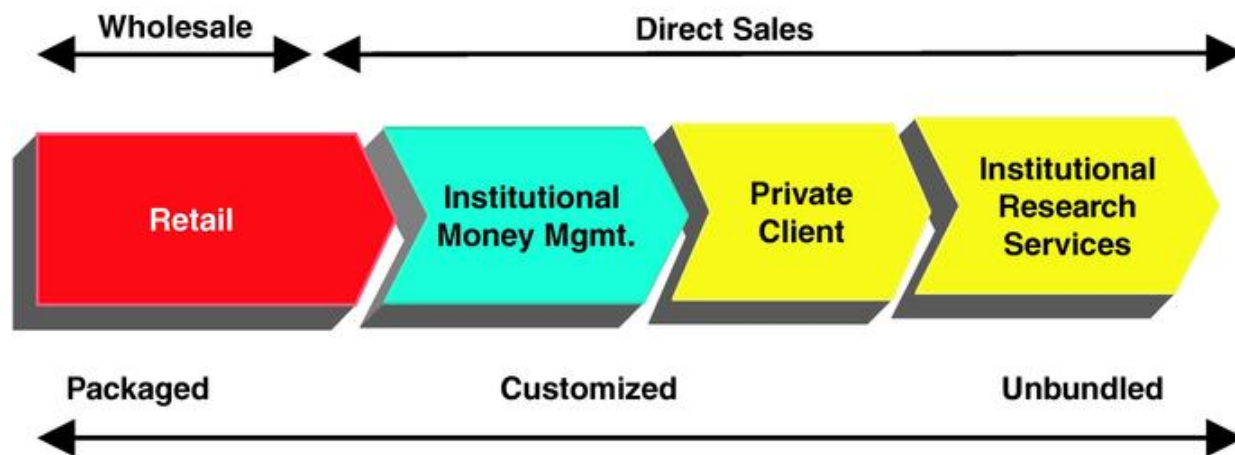 Wholesale
Direct Sales
Retail
Institutional
Money Mgmt.
Private
Client
Institutional
Research
Services
Packaged
Customized
Unbundled